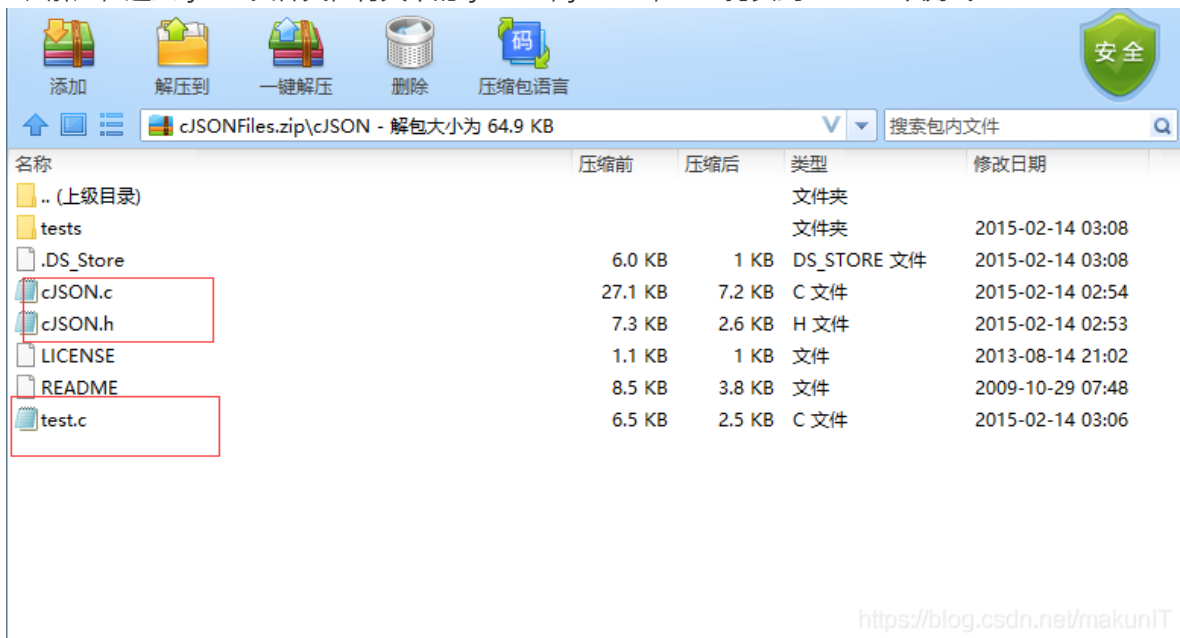 添加 解压到 一键解压 删除 压缩包语言
码
安全
cJSONFiles.zip\cJSON - 解包大小为 64.9 KB 搜索包内文件
名称 压缩前 压缩后 类型 修改日期
.. (上级目录) 文件夹
tests 文件夹 2015-02-14 03:08
.DS_Store 6.0 KB 1 KB DS_STORE 文件 2015-02-14 03:08
cJSON.c 27.1 KB 7.2 KB C 文件 2015-02-14 02:54
cJSON.h 7.3 KB 2.6 KB H 文件 2015-02-14 02:53
LICENSE 1.1 KB 1 KB 文件 2013-08-14 21:02
README 8.5 KB 3.8 KB 文件 2009-10-29 07:48
test.c 6.5 KB 2.5 KB C 文件 2015-02-14 03:06
https://blog.csdn.net/makunIT